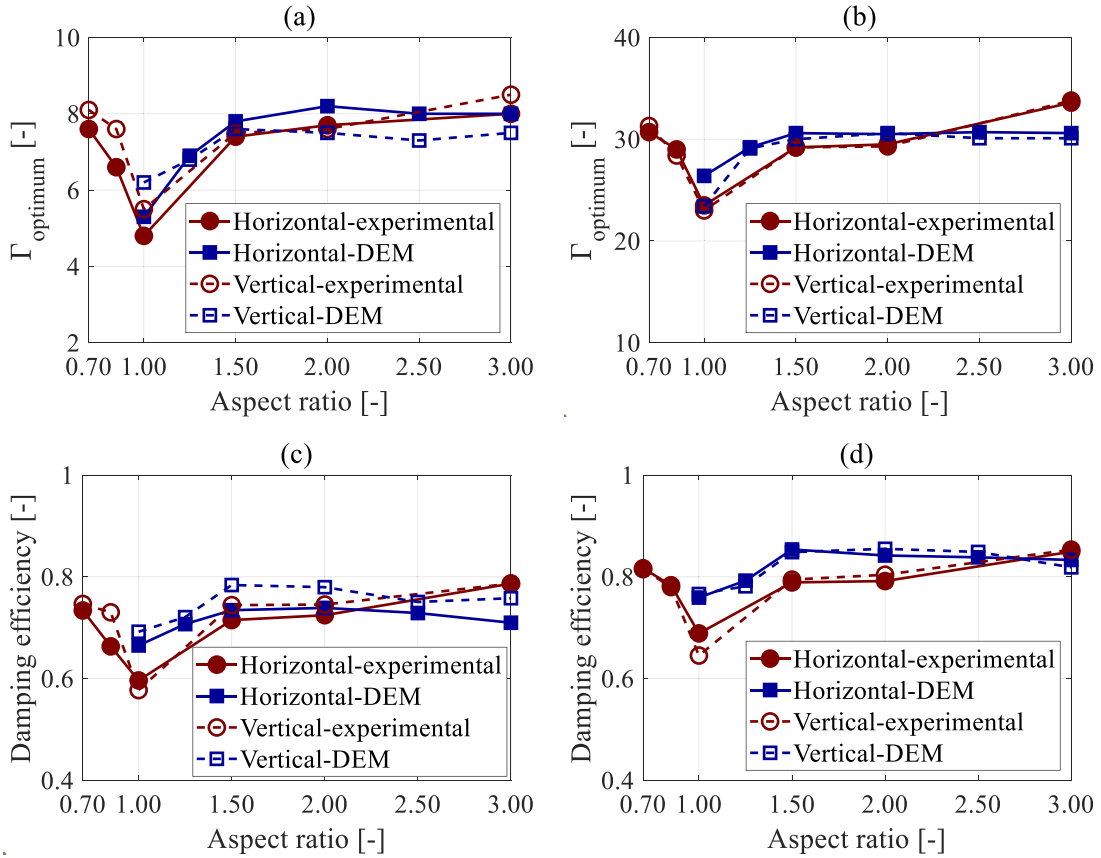 (a)
10
8
6
4
2
Γoptimum [-]
0.70 1.00 1.50 2.00 2.50 3.00
Aspect ratio [-]
Horizontal-experimental
Horizontal-DEM
Vertical-experimental
Vertical-DEM
(b)
40
30
20
10
Γoptimum [-]
0.70 1.00 1.50 2.00 2.50 3.00
Aspect ratio [-]
Horizontal-experimental
Horizontal-DEM
Vertical-experimental
Vertical-DEM
(c)
1
0.8
0.6
0.4
Damping efficiency [-]
0.70 1.00 1.50 2.00 2.50 3.00
Aspect ratio [-]
Horizontal-experimental
Horizontal-DEM
Vertical-experimental
Vertical-DEM
(d)
1
0.8
0.6
0.4
Damping efficiency [-]
0.70 1.00 1.50 2.00 2.50 3.00
Aspect ratio [-]
Horizontal-experimental
Horizontal-DEM
Vertical-experimental
Vertical-DEM